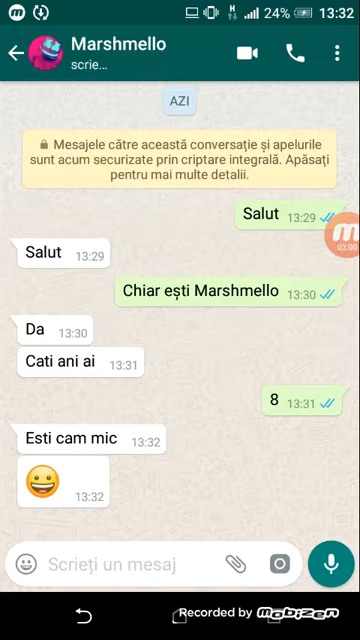 24% 13:32
Marshmello
scrie…
AZI
Mesajele către această conversație și apelurile
sunt acum securizate prin criptare integrală. Apăsați
pentru mai multe detalii.
Salut 13:29
03:00
Salut 13:29
Chiar ești Marshmello 13:30
Da 13:30
Cati ani ai 13:31
8 13:31
Esti cam mic 13:32
13:32
Scrieți un mesaj
Recorded by mobizen